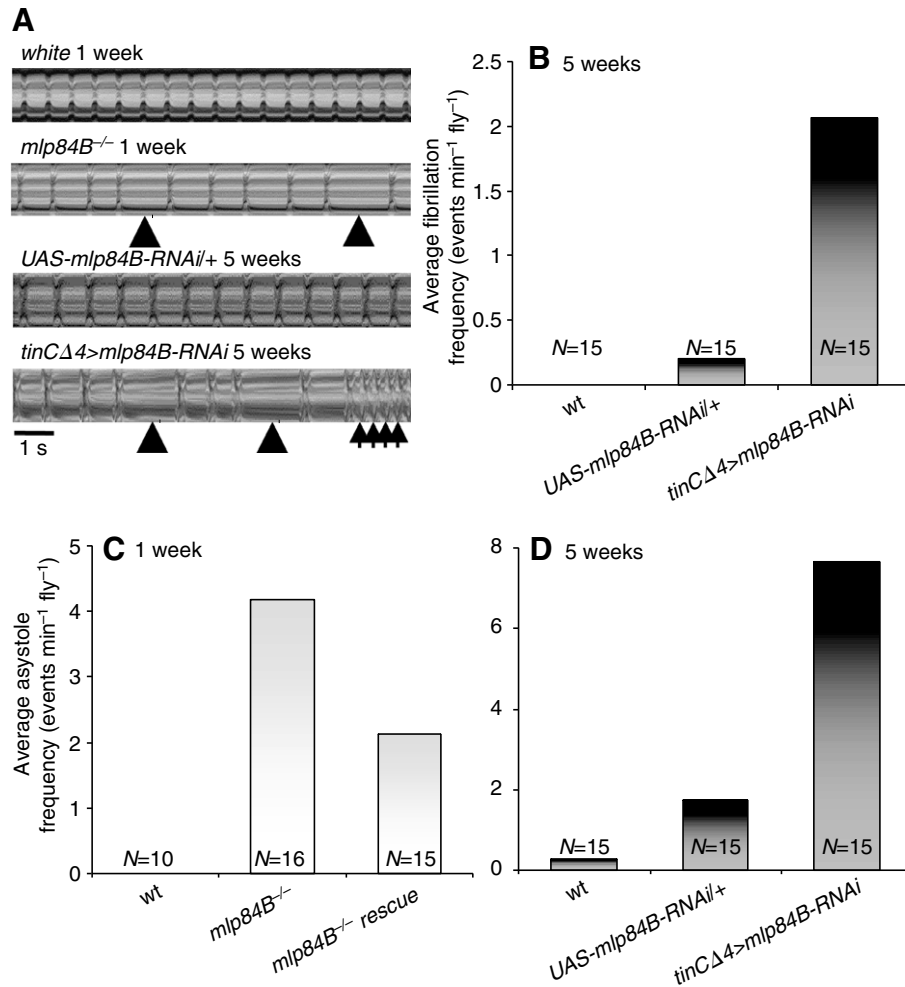 A
white 1 week
mlp84B–/– 1 week
UAS-mlp84B-RNAi/+ 5 weeks
tinCΔ4>mlp84B-RNAi 5 weeks
1 s
B 5 weeks
Average fibrillation
frequency (events min–1 fly–1)
2.5
2
1.5
1
0.5
0
N=15
N=15
N=15
wt
UAS-mlp84B-RNAi/+
tinCΔ4>mlp84B-RNAi
C 1 week
Average asystole
frequency (events min–1 fly–1)
5
4
3
2
1
0
N=10
N=16
N=15
wt
mlp84B–/–
mlp84B–/– rescue
D 5 weeks
8
6
4
2
0
N=15
N=15
N=15
wt
UAS-mlp84B-RNAi/+
tinCΔ4>mlp84B-RNAi